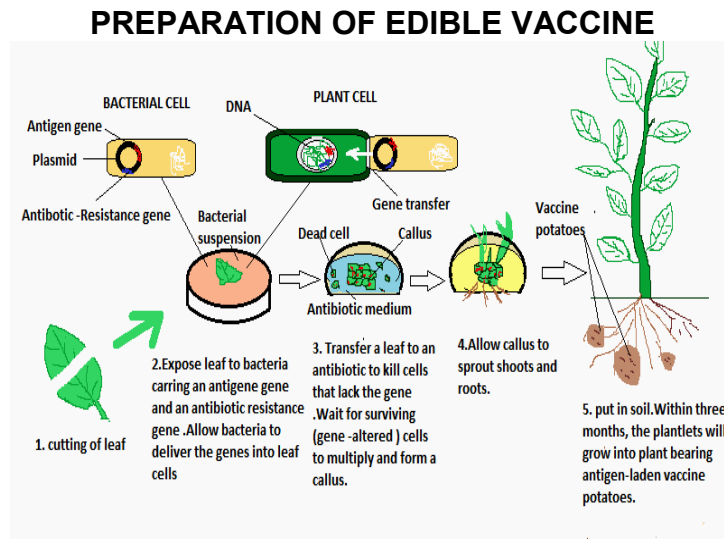 PREPARATION OF EDIBLE VACCINE
BACTERIAL CELL
Antigen gene
Plasmid
Antibotic -Resistance gene
DNA
PLANT CELL
Gene transfer
Bacterial
suspension
Dead cell
Callus
Antibiotic medium
Vaccine
potatoes
1. cutting of leaf
2.Expose leaf to bacteria
carring an antigene gene
and an antibiotic resistance
gene .Allow bacteria to
deliver the genes into leaf
cells
3. Transfer a leaf to an
antibiotic to kill cells
that lack the gene
.Wait for surviving
(gene -altered ) cells
to multiply and form a
callus.
4.Allow callus to
sprout shoots and
roots.
5. put in soil.Within three
months, the plantlets will
grow into plant bearing
antigen-laden vaccine
potatoes.